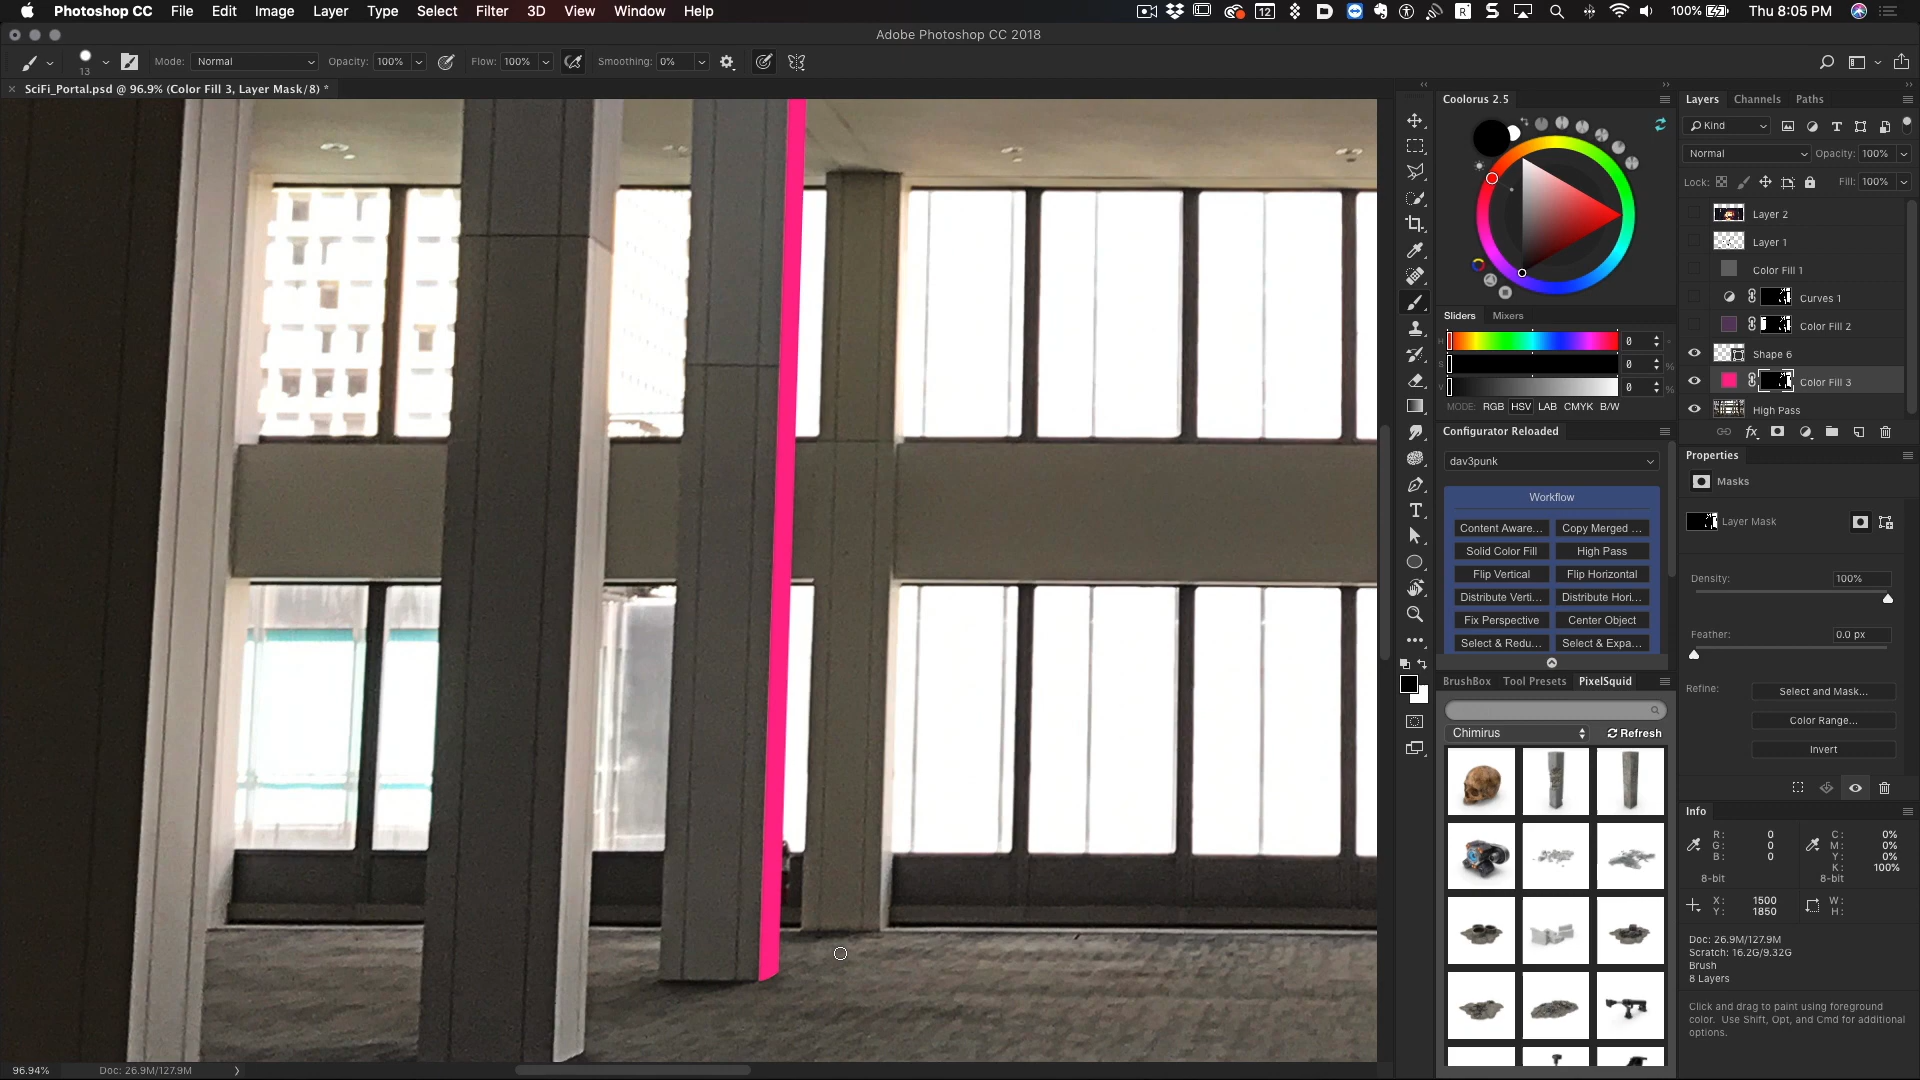 Photoshop CC File Edit Image Layer Type Select Filter 3D View Window Help 12 100% Thu 8:05 PM
Adobe Photoshop CC 2018
13 Mode: Normal Opacity: 100% Flow: 100% Smoothing: 0%
SciFi_Portal.psd @ 96.9% (Color Fill 3, Layer Mask/8) *
Coolorus 2.5
Sliders Mixers
H 0 °
S 0 %
V 0 %
MODE: RGB HSV LAB CMYK B/W
Configurator Reloaded
dav3punk
Workflow
Content Aware... Copy Merged ...
Solid Color Fill High Pass
Flip Vertical Flip Horizontal
Distribute Verti... Distribute Hori...
Fix Perspective Center Object
Select & Redu... Select & Expa...
BrushBox Tool Presets PixelSquid
Chimirus Refresh
Layers Channels Paths
Kind
Normal Opacity: 100%
Lock: Fill: 100%
Layer 2
Layer 1
Color Fill 1
Curves 1
Color Fill 2
Shape 6
Color Fill 3
High Pass
fx
Properties
Masks
Layer Mask
Density: 100%
Feather: 0.0 px
Refine: Select and Mask...
Color Range...
Invert
Info
R: 0 C: 0%
G: 0 M: 0%
B: 0 Y: 0%
K: 100%
8-bit 8-bit
X: 1500 W:
Y: 1850 H:
Doc: 26.9M/127.9M
Scratch: 16.2G/9.32G
Brush
8 Layers
Click and drag to paint using foreground
color. Use Shift, Opt, and Cmd for additional
options.
96.94% Doc: 26.9M/127.9M